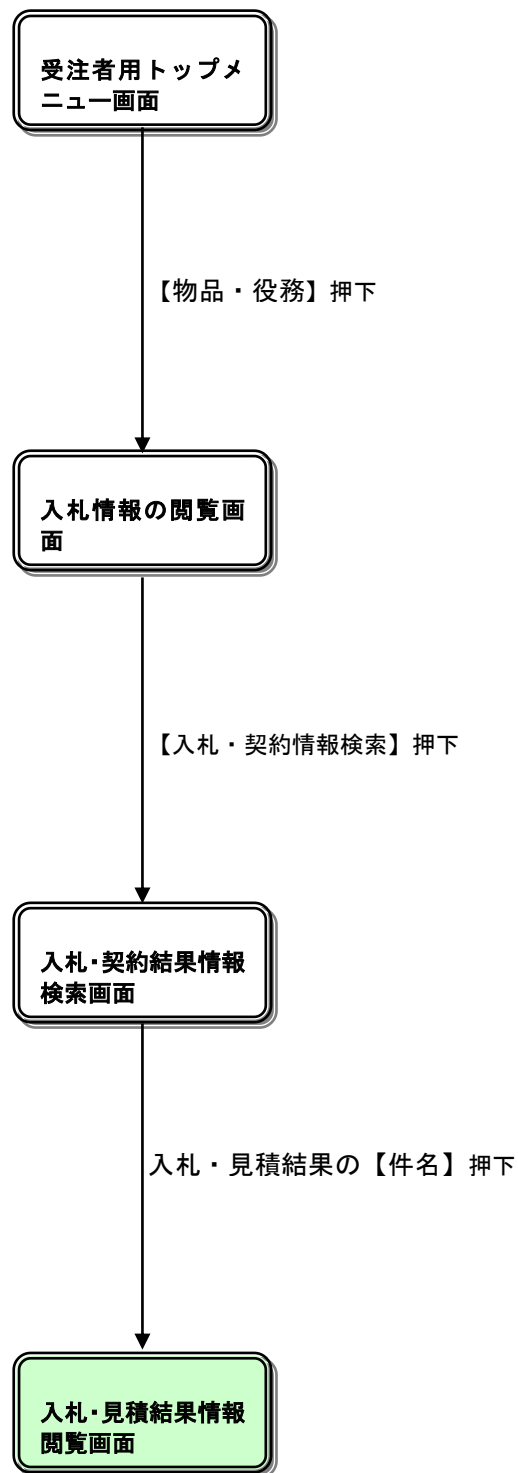 受注者用トップメ
ニュー画面
【物品・役務】押下
入札情報の閲覧画
面
【入札・契約情報検索】押下
入札・契約結果情報
検索画面
入札・見積結果の【件名】押下
入札・見積結果情報
閲覧画面